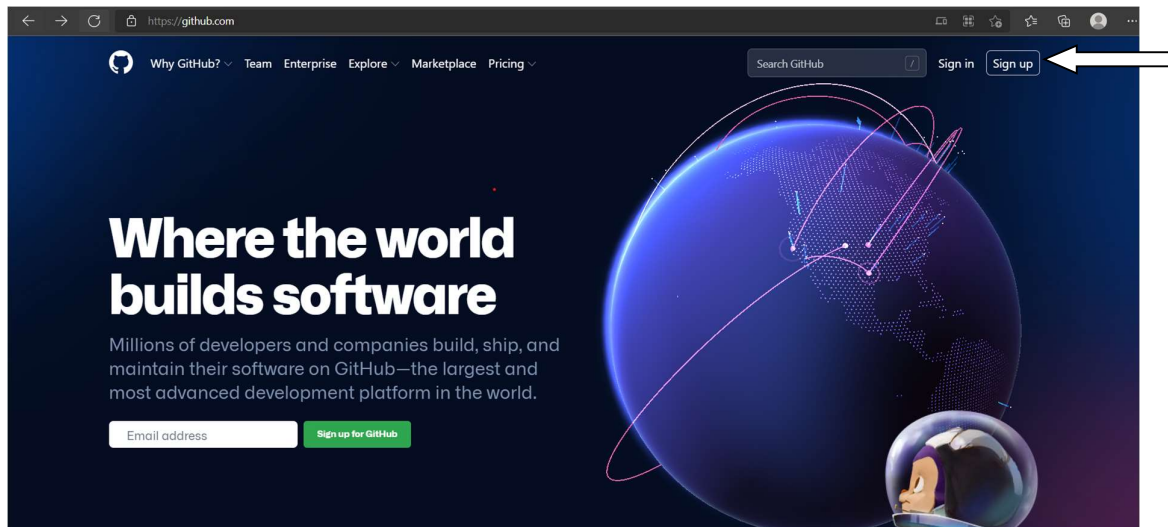 https://github.com
Why GitHub? Team Enterprise Explore Marketplace Pricing Search GitHub / Sign in Sign up
Where the world
builds software
Millions of developers and companies build, ship, and
maintain their software on GitHub—the largest and
most advanced development platform in the world.
Email address Sign up for GitHub